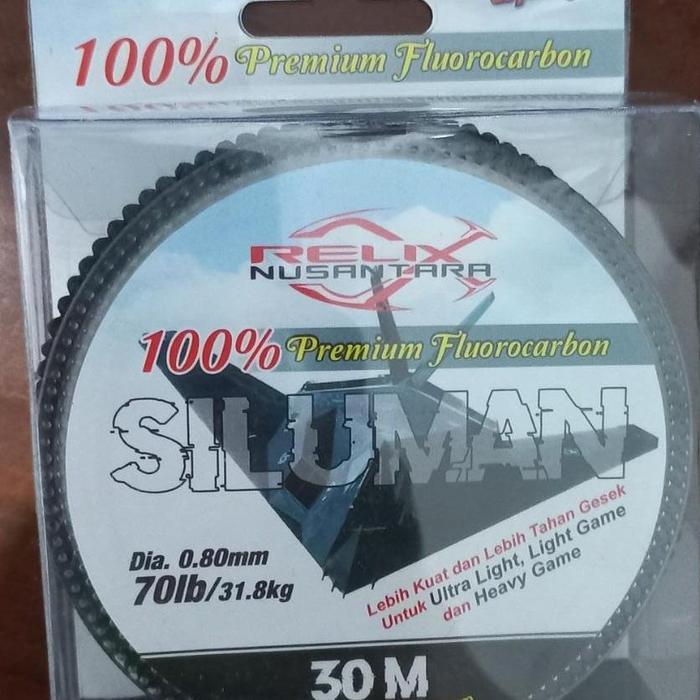 100% Premium Fluorocarbon
RELIX
NUSANTARA
100% Premium Fluorocarbon
SILUMAN
Dia. 0.80mm
70lb/31.8kg
Lebih Kuat dan Lebih Tahan Gesek
Untuk Ultra Light, Light Game
dan Heavy Game
30 M